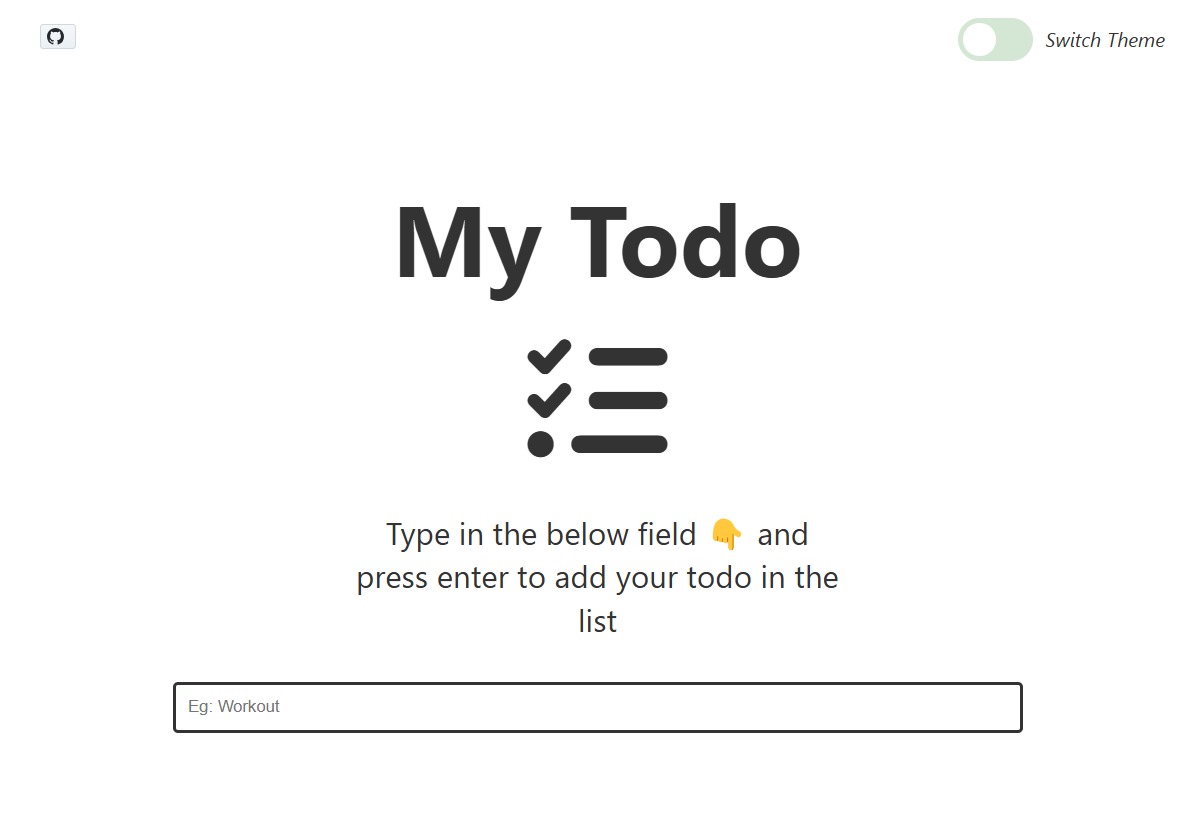 Switch Theme
My Todo
Type in the below field 👇 and
press enter to add your todo in the
list
Eg: Workout